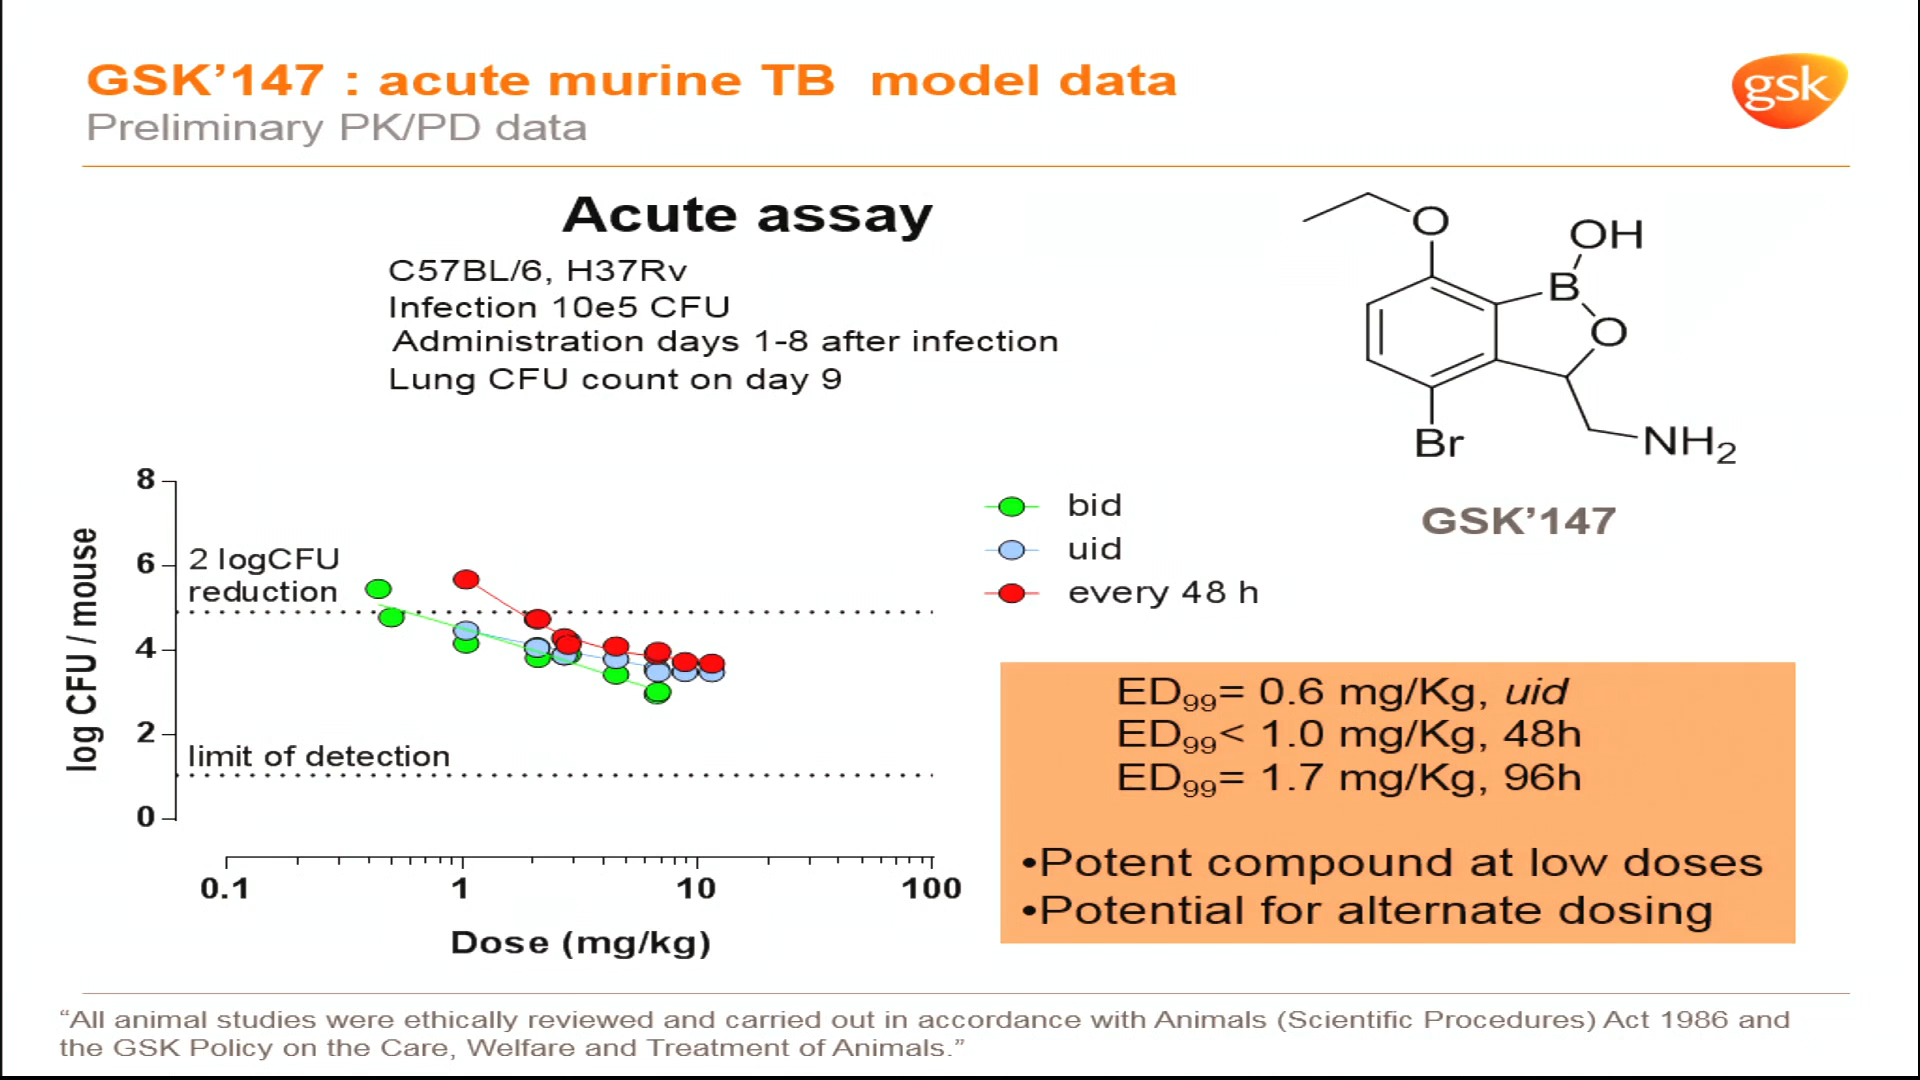 GSK’147 : acute murine TB model data
Preliminary PK/PD data
gsk
Acute assay
C57BL/6, H37Rv
Infection 10e5 CFU
Administration days 1-8 after infection
Lung CFU count on day 9
O
OH
B
O
Br
NH₂
GSK’147
log CFU / mouse
8
6
4
2
0
2 logCFU
reduction
limit of detection
0.1
1
10
100
Dose (mg/kg)
bid
uid
every 48 h
ED₉₉= 0.6 mg/Kg, uid
ED₉₉< 1.0 mg/Kg, 48h
ED₉₉= 1.7 mg/Kg, 96h
•Potent compound at low doses
•Potential for alternate dosing
“All animal studies were ethically reviewed and carried out in accordance with Animals (Scientific Procedures) Act 1986 and
the GSK Policy on the Care, Welfare and Treatment of Animals.”